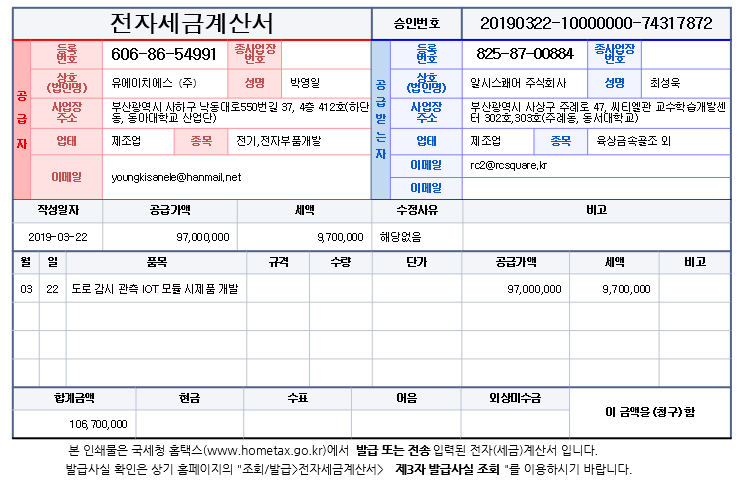 전자세금계산서 승인번호 20190322-10000000-74317872
공급자
등록번호 606-86-54991 종사업장번호
상호(법인명) 유에이치에스 (주) 성명 박영일
사업장주소 부산광역시 사하구 낙동대로550번길 37, 4층 412호(하단
동, 동아대학교 산업단)
업태 제조업 종목 전기,전자부품개발
이메일 youngkisanele@hanmail.net
공급받는자
등록번호 825-87-00884 종사업장번호
상호(법인명) 알시스퀘어 주식회사 성명 최성욱
사업장주소 부산광역시 사상구 주례로 47, 씨티엘관 교수학습개발센
터 302호,303호(주례동, 동서대학교)
업태 제조업 종목 육상금속골조 외
이메일 rc2@rcsquare.kr
이메일
작성일자 공급가액 세액 수정사유 비고
2019-03-22 97,000,000 9,700,000 해당없음
월 일 품목 규격 수량 단가 공급가액 세액 비고
03 22 도로 감시 관측 IOT 모듈 시제품 개발 97,000,000 9,700,000
합계금액 현금 수표 어음 외상미수금 이 금액을 (청구) 함
106,700,000
본 인쇄물은 국세청 홈택스(www.hometax.go.kr)에서 발급 또는 전송 입력된 전자(세금)계산서 입니다.
발급사실 확인은 상기 홈페이지의 "조회/발급>전자세금계산서> 제3자 발급사실 조회 "를 이용하시기 바랍니다.